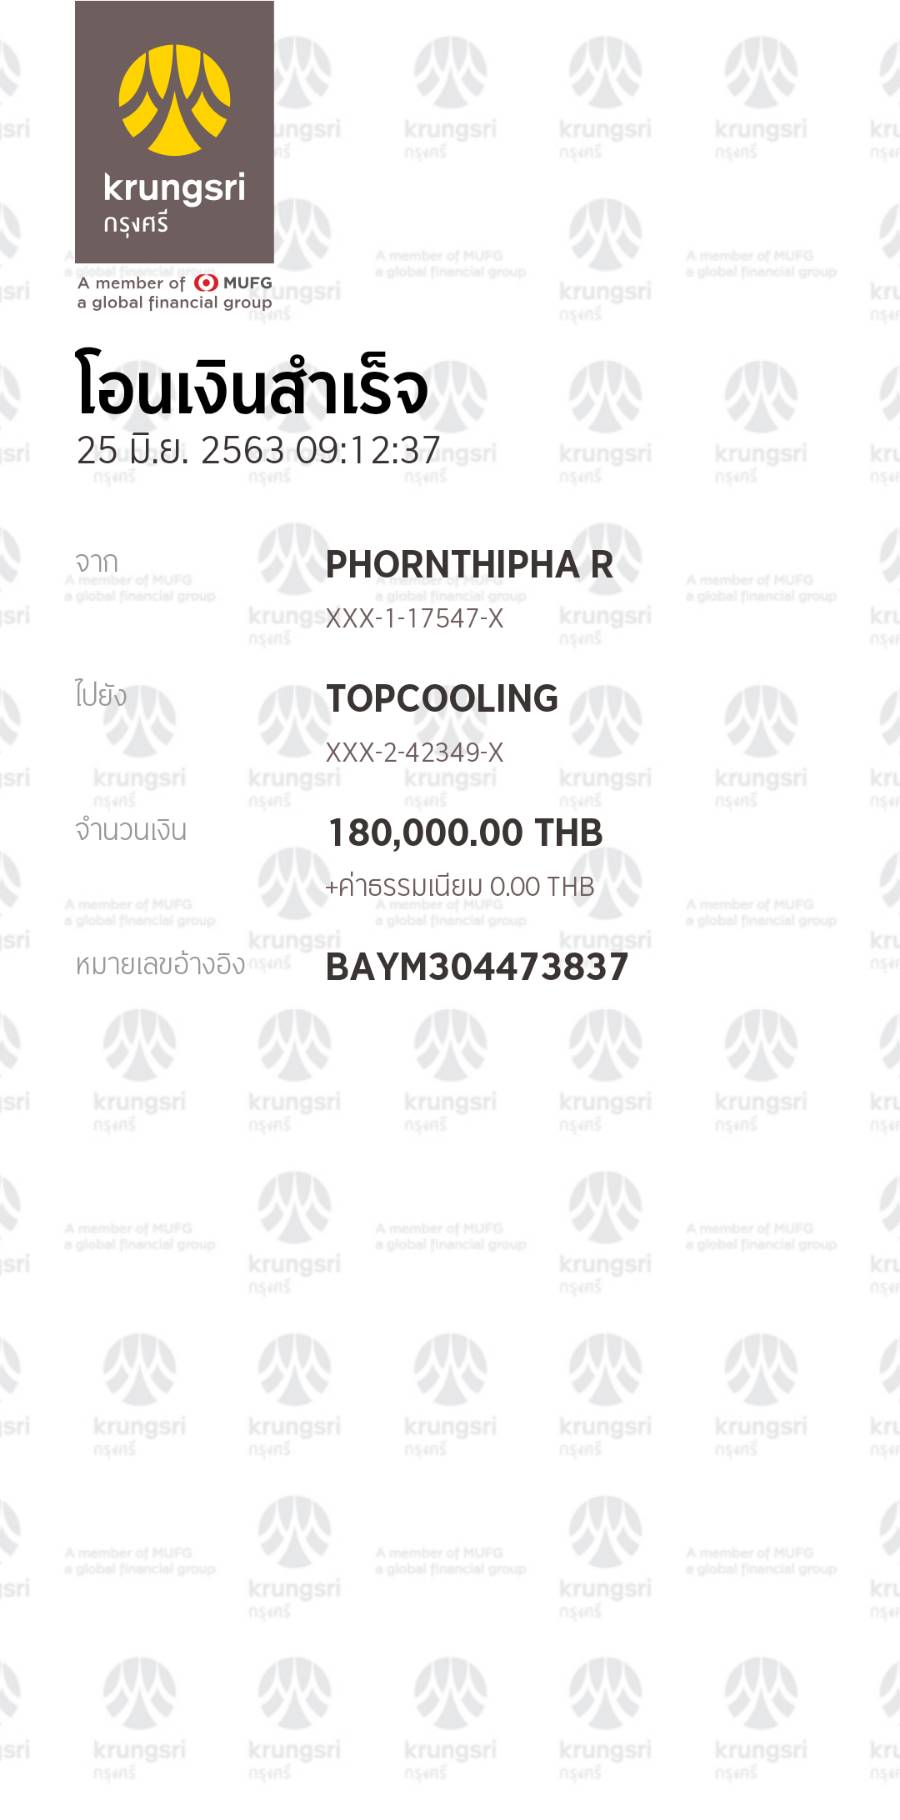 krungsri
กรุงศรี
A member of MUFG
a global financial group
โอนเงินสำเร็จ
25 มิ.ย. 2563 09:12:37
จาก
PHORNTHIPHA R
XXX-1-17547-X
ไปยัง
TOPCOOLING
XXX-2-42349-X
จำนวนเงิน
180,000.00 THB
+ค่าธรรมเนียม 0.00 THB
หมายเลขอ้างอิง
BAYM304473837